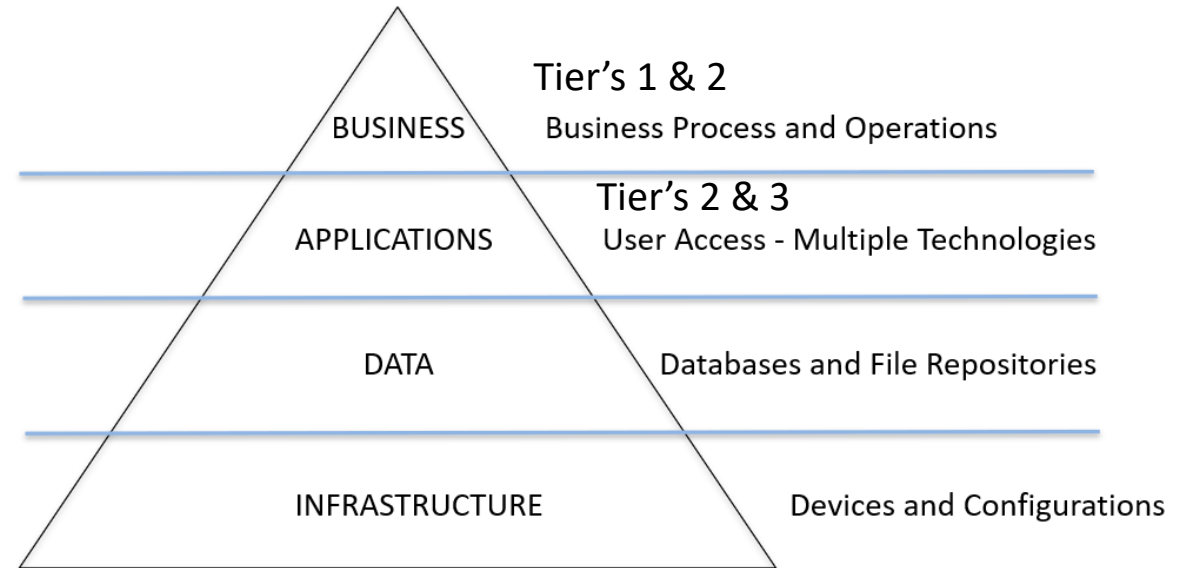 Tier’s 1 & 2
BUSINESS Business Process and Operations
Tier’s 2 & 3
APPLICATIONS User Access - Multiple Technologies
DATA Databases and File Repositories
INFRASTRUCTURE Devices and Configurations